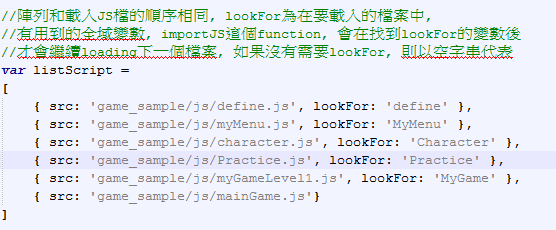 //陣列和載入JS檔的順序相同, lookFor為在要載入的檔案中,
//有用到的全域變數, importJS這個function, 會在找到lookFor的變數後
//才會繼續loading下一個檔案, 如果沒有需要lookFor, 則以空字串代表
var listScript =
[
    { src: 'game_sample/js/define.js', lookFor: 'define' },
    { src: 'game_sample/js/myMenu.js', lookFor: 'MyMenu' },
    { src: 'game_sample/js/character.js', lookFor: 'Character' },
    { src: 'game_sample/js/Practice.js', lookFor: 'Practice' },
    { src: 'game_sample/js/myGameLevel1.js', lookFor: 'MyGame' },
    { src: 'game_sample/js/mainGame.js'}
]